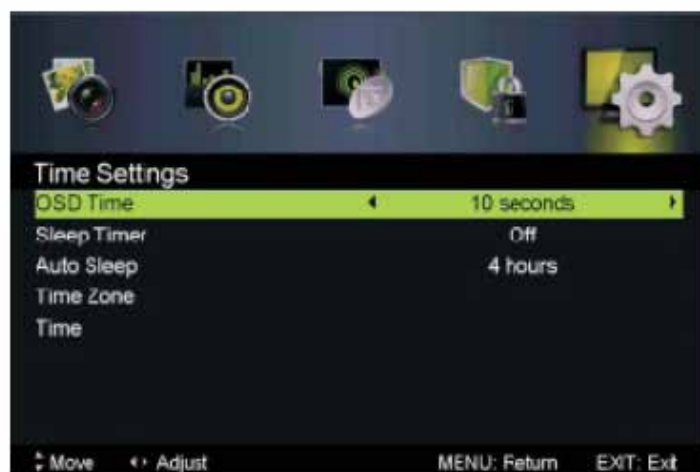 Time Settings
OSD Time 10 seconds
Sleep Timer Off
Auto Sleep 4 hours
Time Zone
Time
Move Adjust MENU: Return EXIT: Exit